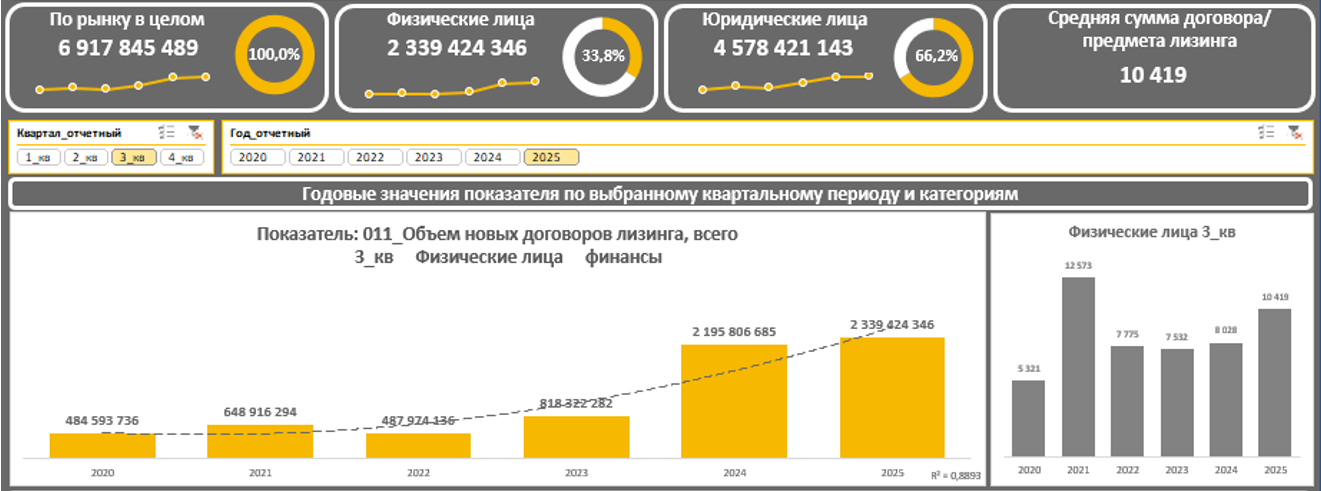 По рынку в целом
6 917 845 489
100,0%
Физические лица
2 339 424 346
33,8%
Юридические лица
4 578 421 143
66,2%
Средняя сумма договора/
предмета лизинга
10 419
Квартал_отчетный
1_кв 2_кв 3_кв 4_кв
Год_отчетный
2020 2021 2022 2023 2024 2025
Годовые значения показателя по выбранному квартальному периоду и категориям
Показатель: 011_Объем новых договоров лизинга, всего
3_кв Физические лица финансы
484 593 736
648 916 294
487 974 136
818 322 282
2 195 806 685
2 339 424 346
2020 2021 2022 2023 2024 2025
R² = 0,8893
Физические лица 3_кв
5 321
12 573
7 775
7 532
8 028
10 419
2020 2021 2022 2023 2024 2025